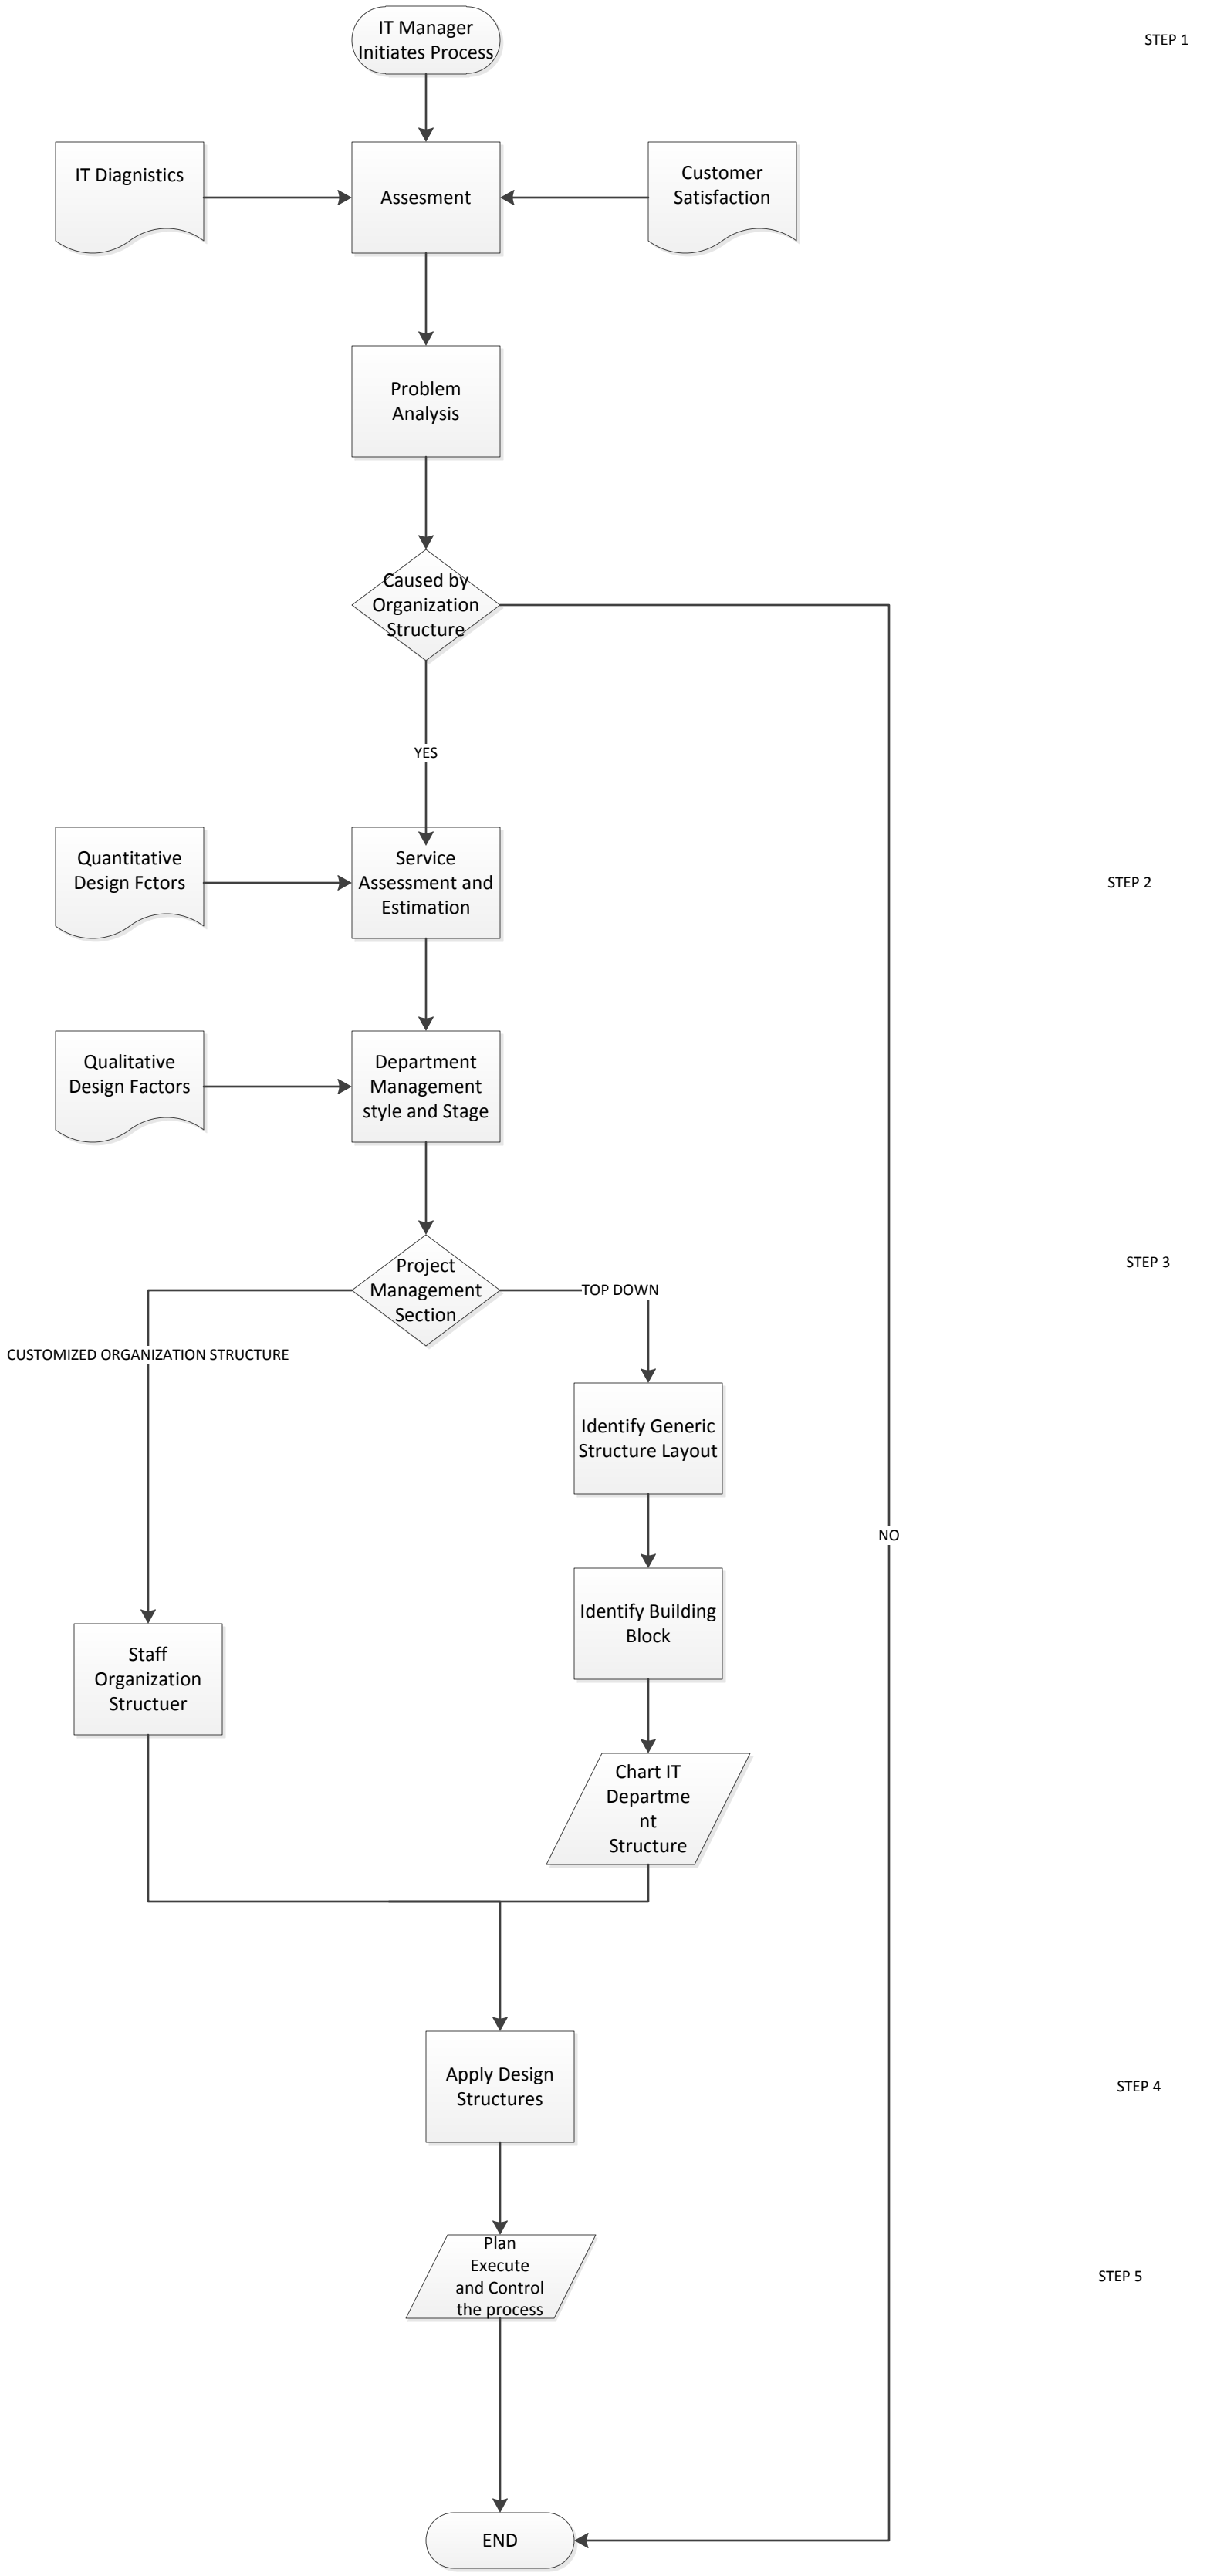 IT Manager
Initiates Process
STEP 1
IT Diagnistics
Assesment
Customer
Satisfaction
Problem
Analysis
Caused by
Organization
Structure
YES
Quantitative
Design Fctors
Service
Assessment and
Estimation
STEP 2
Qualitative
Design Factors
Department
Management
style and Stage
Project
Management
Section
STEP 3
TOP DOWN
CUSTOMIZED ORGANIZATION STRUCTURE
Identify Generic
Structure Layout
NO
Identify Building
Block
Staff
Organization
Structuer
Chart IT
Departme
nt
Structure
Apply Design
Structures
STEP 4
Plan
Execute
and Control
the process
STEP 5
END